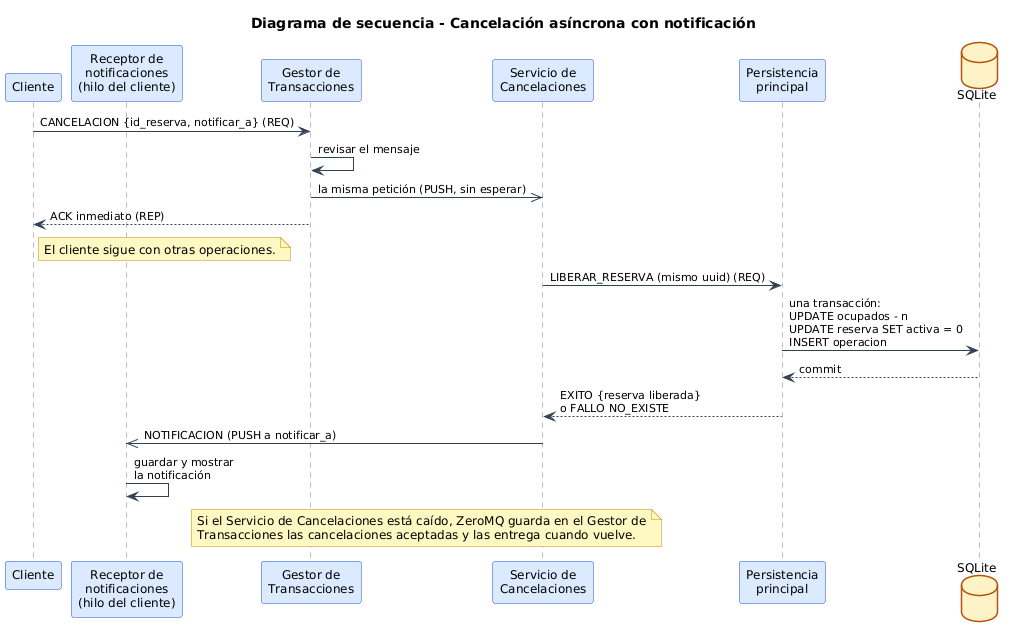 Diagrama de secuencia - Cancelación asíncrona con notificación
Cliente
Receptor de
notificaciones
(hilo del cliente)
Gestor de
Transacciones
Servicio de
Cancelaciones
Persistencia
principal
SQLite
CANCELACION {id_reserva, notificar_a} (REQ)
revisar el mensaje
la misma petición (PUSH, sin esperar)
ACK inmediato (REP)
El cliente sigue con otras operaciones.
LIBERAR_RESERVA (mismo uuid) (REQ)
una transacción:
UPDATE ocupados - n
UPDATE reserva SET activa = 0
INSERT operacion
commit
EXITO {reserva liberada}
o FALLO NO_EXISTE
NOTIFICACION (PUSH a notificar_a)
guardar y mostrar
la notificación
Si el Servicio de Cancelaciones está caído, ZeroMQ guarda en el Gestor de
Transacciones las cancelaciones aceptadas y las entrega cuando vuelve.
Cliente
Receptor de
notificaciones
(hilo del cliente)
Gestor de
Transacciones
Servicio de
Cancelaciones
Persistencia
principal
SQLite